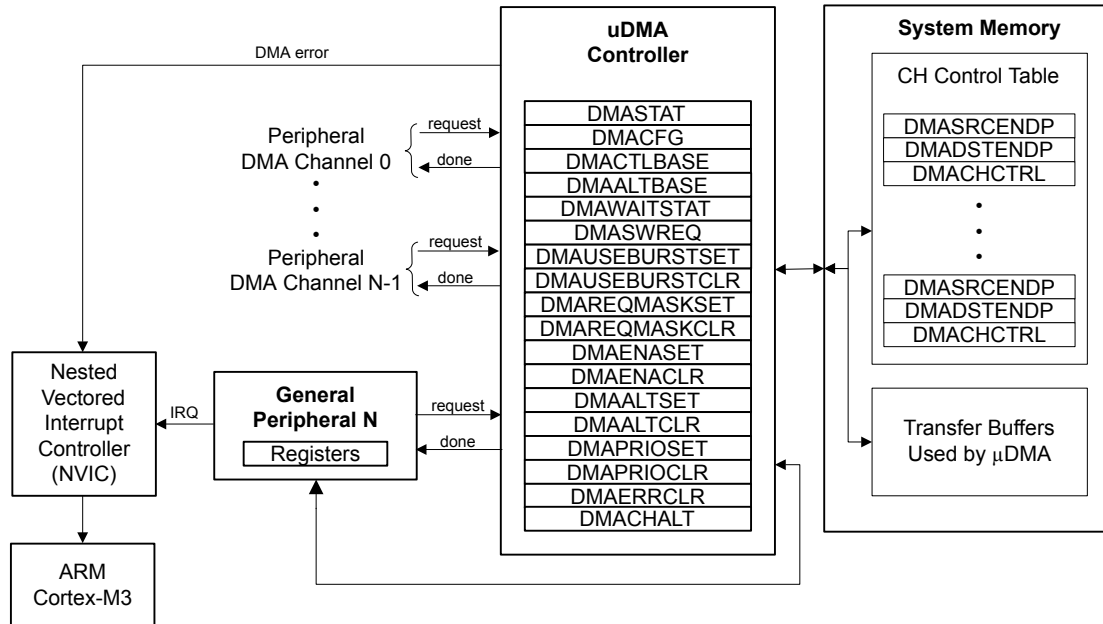 uDMA
Controller
System Memory
DMA error
CH Control Table
DMASTAT
DMACFG
DMACTLBASE
DMAALTBASE
DMAWAITSTAT
DMASWREQ
DMAUSEBURSTSET
DMAUSEBURSTCLR
DMAREQMASKSET
DMAREQMASKCLR
DMAENASET
DMAENACLR
DMAALTSET
DMAALTCLR
DMAPRIOSET
DMAPRIOCLR
DMAERRCLR
DMACHALT
Peripheral
DMA Channel 0
request
done
Peripheral
DMA Channel N-1
request
done
DMASRCENDP
DMADSTENDP
DMACHCTRL
DMASRCENDP
DMADSTENDP
DMACHCTRL
Transfer Buffers
Used by μDMA
Nested
Vectored
Interrupt
Controller
(NVIC)
IRQ
General
Peripheral N
Registers
request
done
ARM
Cortex-M3